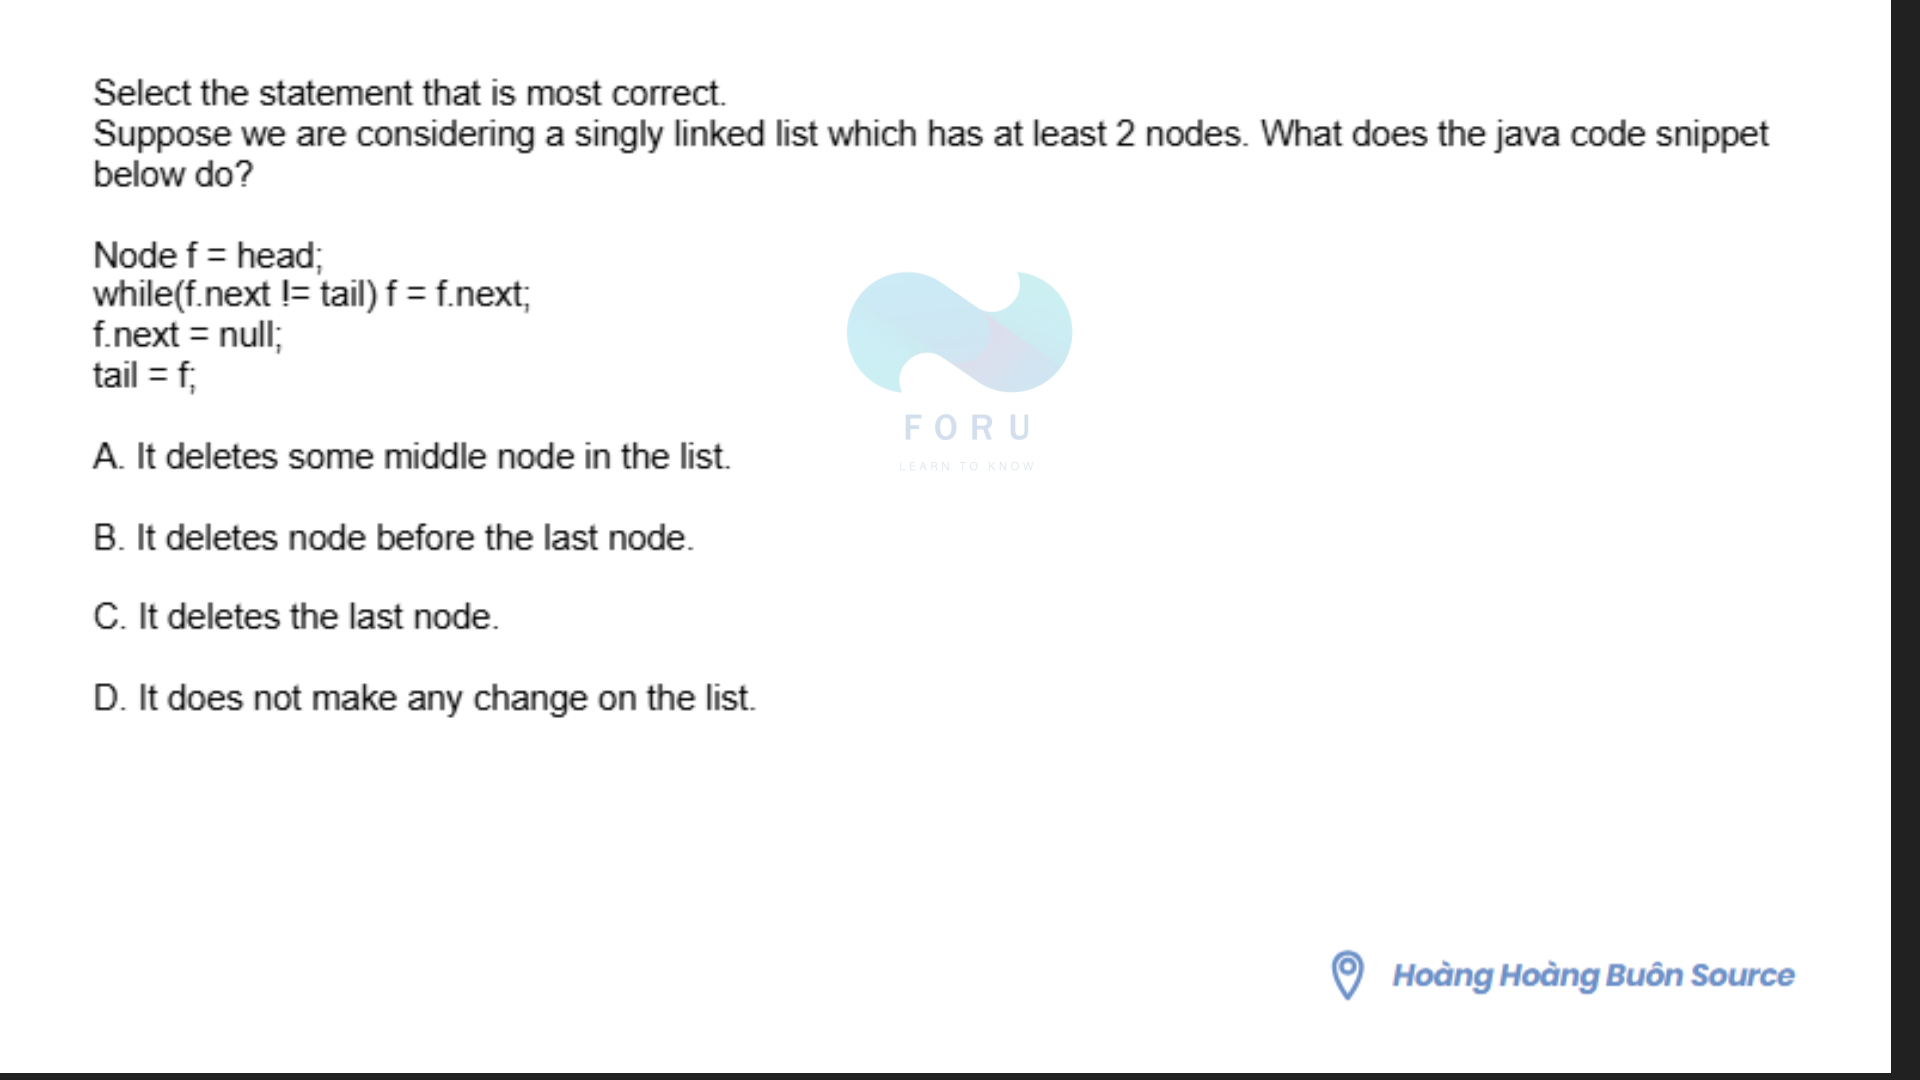 Select the statement that is most correct.
Suppose we are considering a singly linked list which has at least 2 nodes. What does the java code snippet
below do?
Node f = head;
while(f.next != tail) f = f.next;
f.next = null;
tail = f;
FORU
LEARN TO KNOW
A. It deletes some middle node in the list.
B. It deletes node before the last node.
C. It deletes the last node.
D. It does not make any change on the list.
Hoàng Hoàng Buôn Source